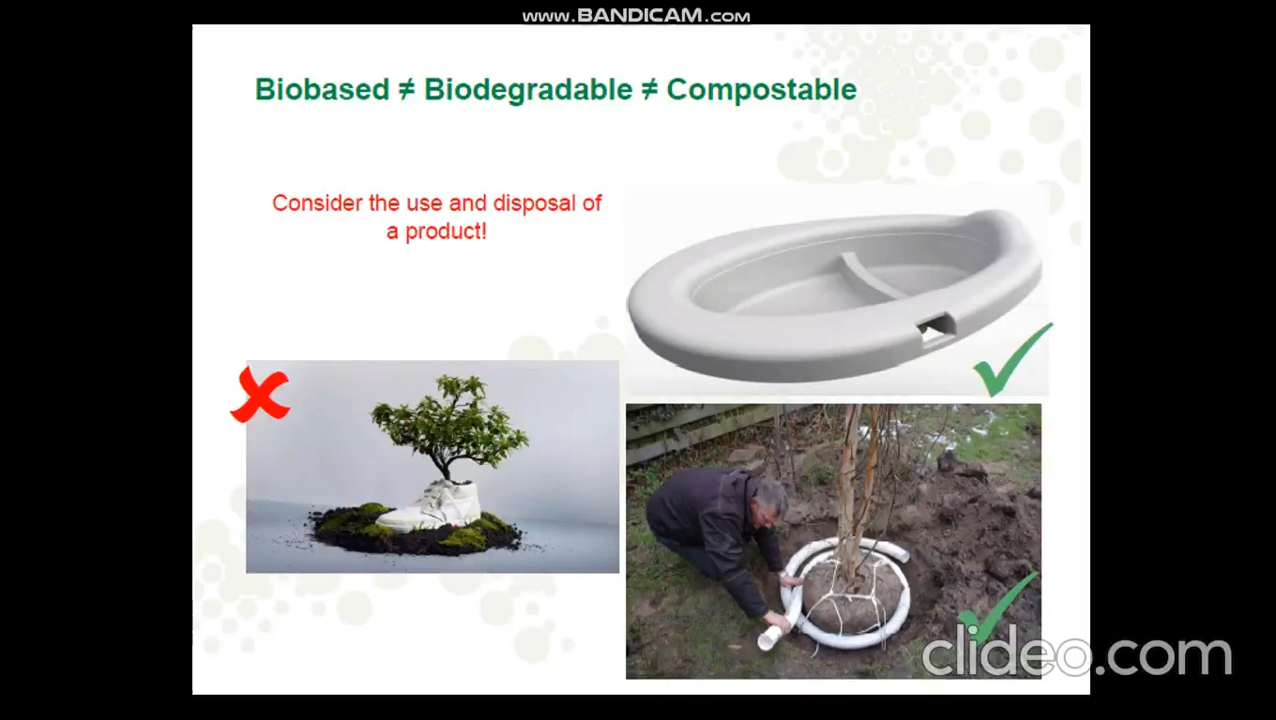 www.BANDICAM.com
Biobased ≠ Biodegradable ≠ Compostable
Consider the use and disposal of
a product!
clideo.com